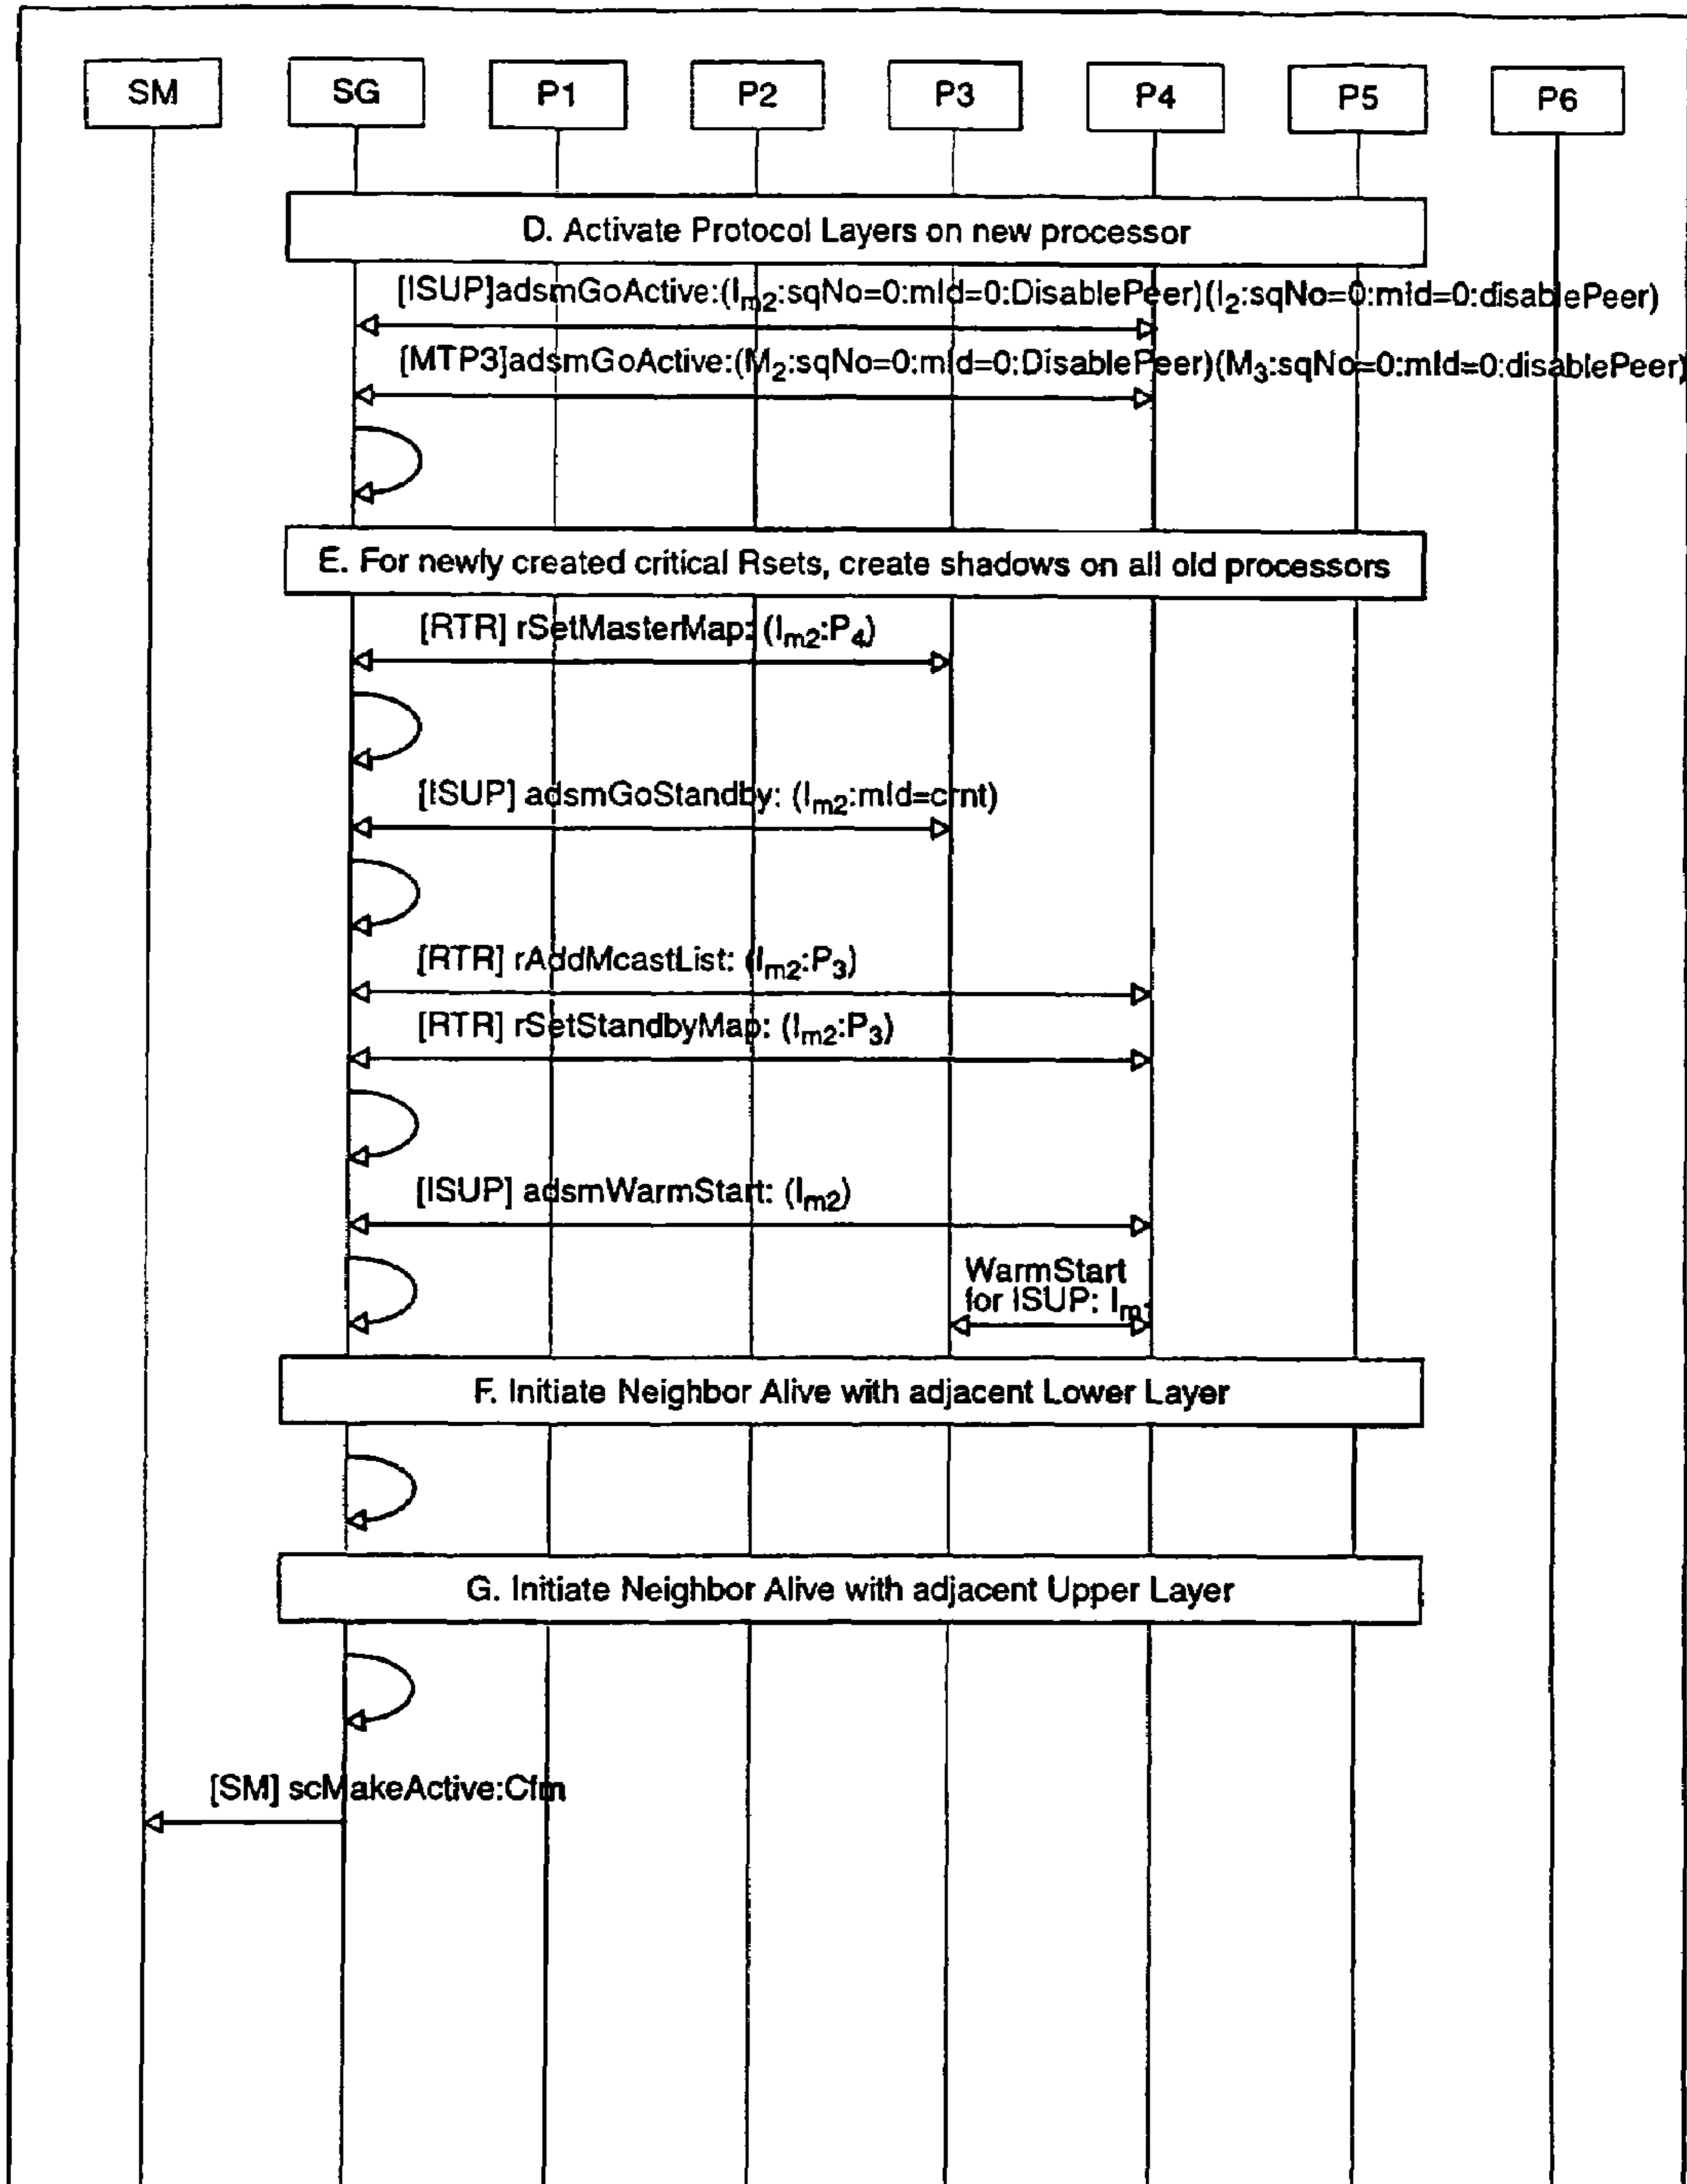 SM SG P1 P2 P3 P4 P5 P6
D. Activate Protocol Layers on new processor
[ISUP]adsmGoActive:(Im2:sqNo=0:mId=0:DisablePeer)(I2:sqNo=0:mId=0:disablePeer)
[MTP3]adsmGoActive:(M2:sqNo=0:mId=0:DisablePeer)(M3:sqNo=0:mId=0:disablePeer)
E. For newly created critical Rsets, create shadows on all old processors
[RTR] rSetMasterMap: (Im2:P4)
[ISUP] adsmGoStandby: (Im2:mId=crnt)
[RTR] rAddMcastList: (Im2:P3)
[RTR] rSetStandbyMap: (Im2:P3)
[ISUP] adsmWarmStart: (Im2)
WarmStart
for ISUP:
F. Initiate Neighbor Alive with adjacent Lower Layer
G. Initiate Neighbor Alive with adjacent Upper Layer
[SM] scMakeActive:Cfm